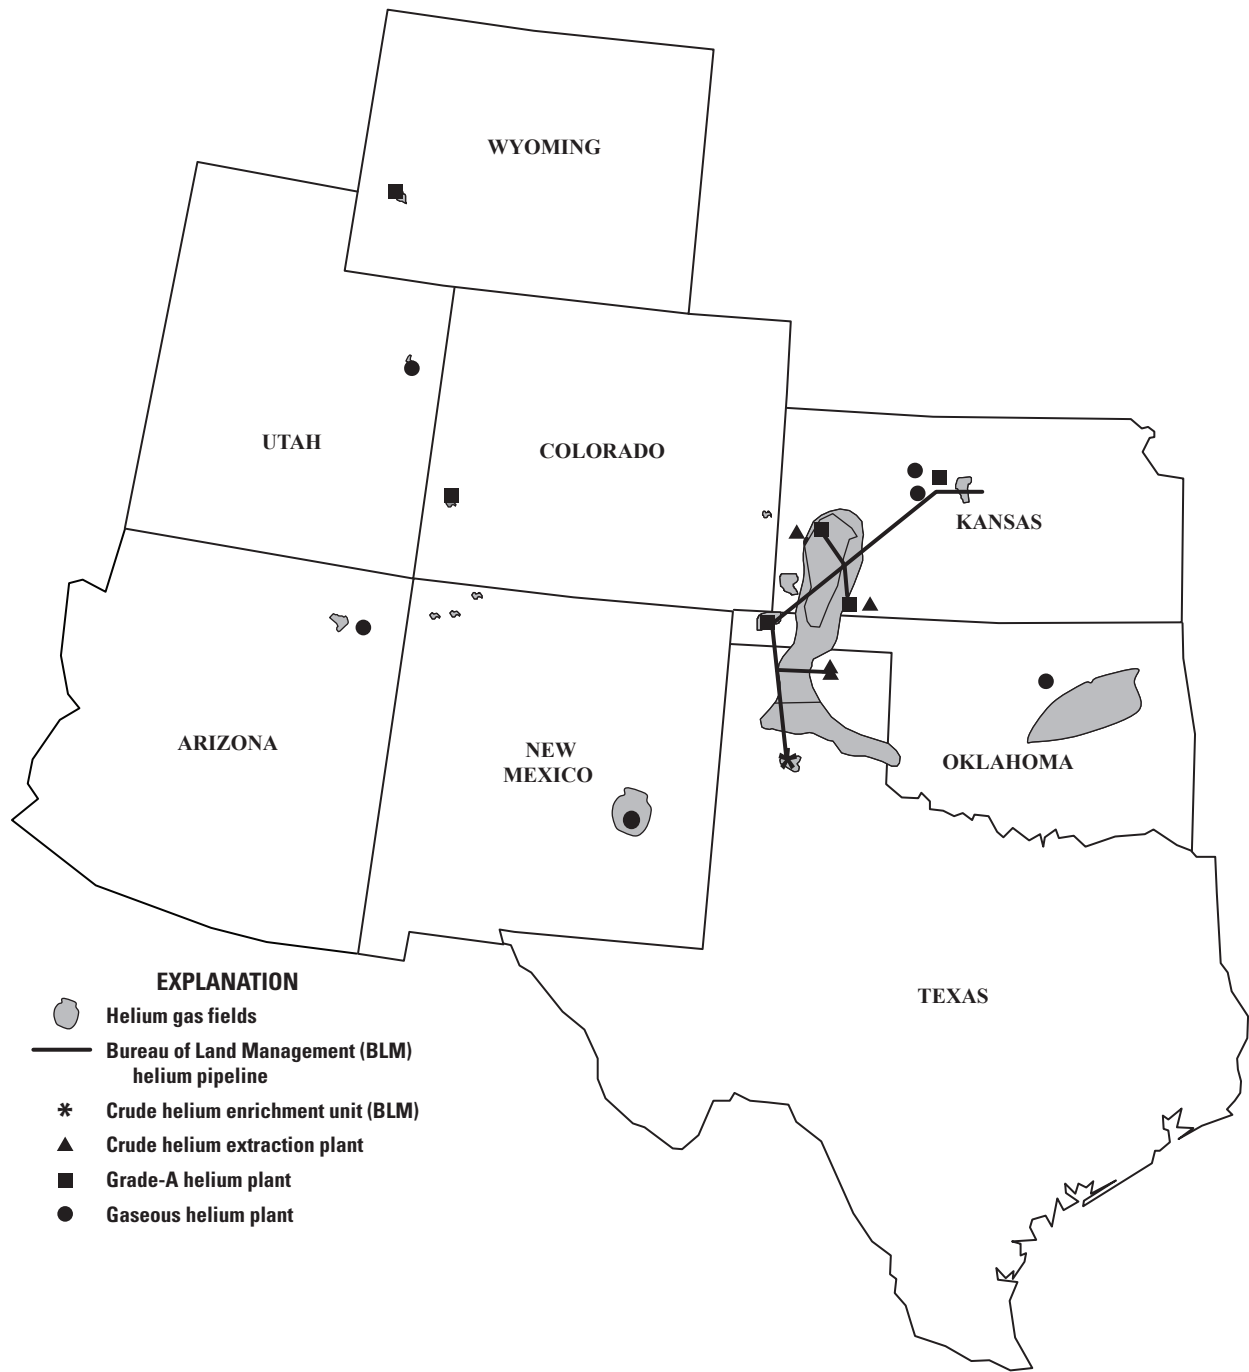 WYOMING
UTAH
COLORADO
KANSAS
ARIZONA
NEW
MEXICO
OKLAHOMA
TEXAS
EXPLANATION
Helium gas fields
Bureau of Land Management (BLM)
helium pipeline
Crude helium enrichment unit (BLM)
Crude helium extraction plant
Grade-A helium plant
Gaseous helium plant